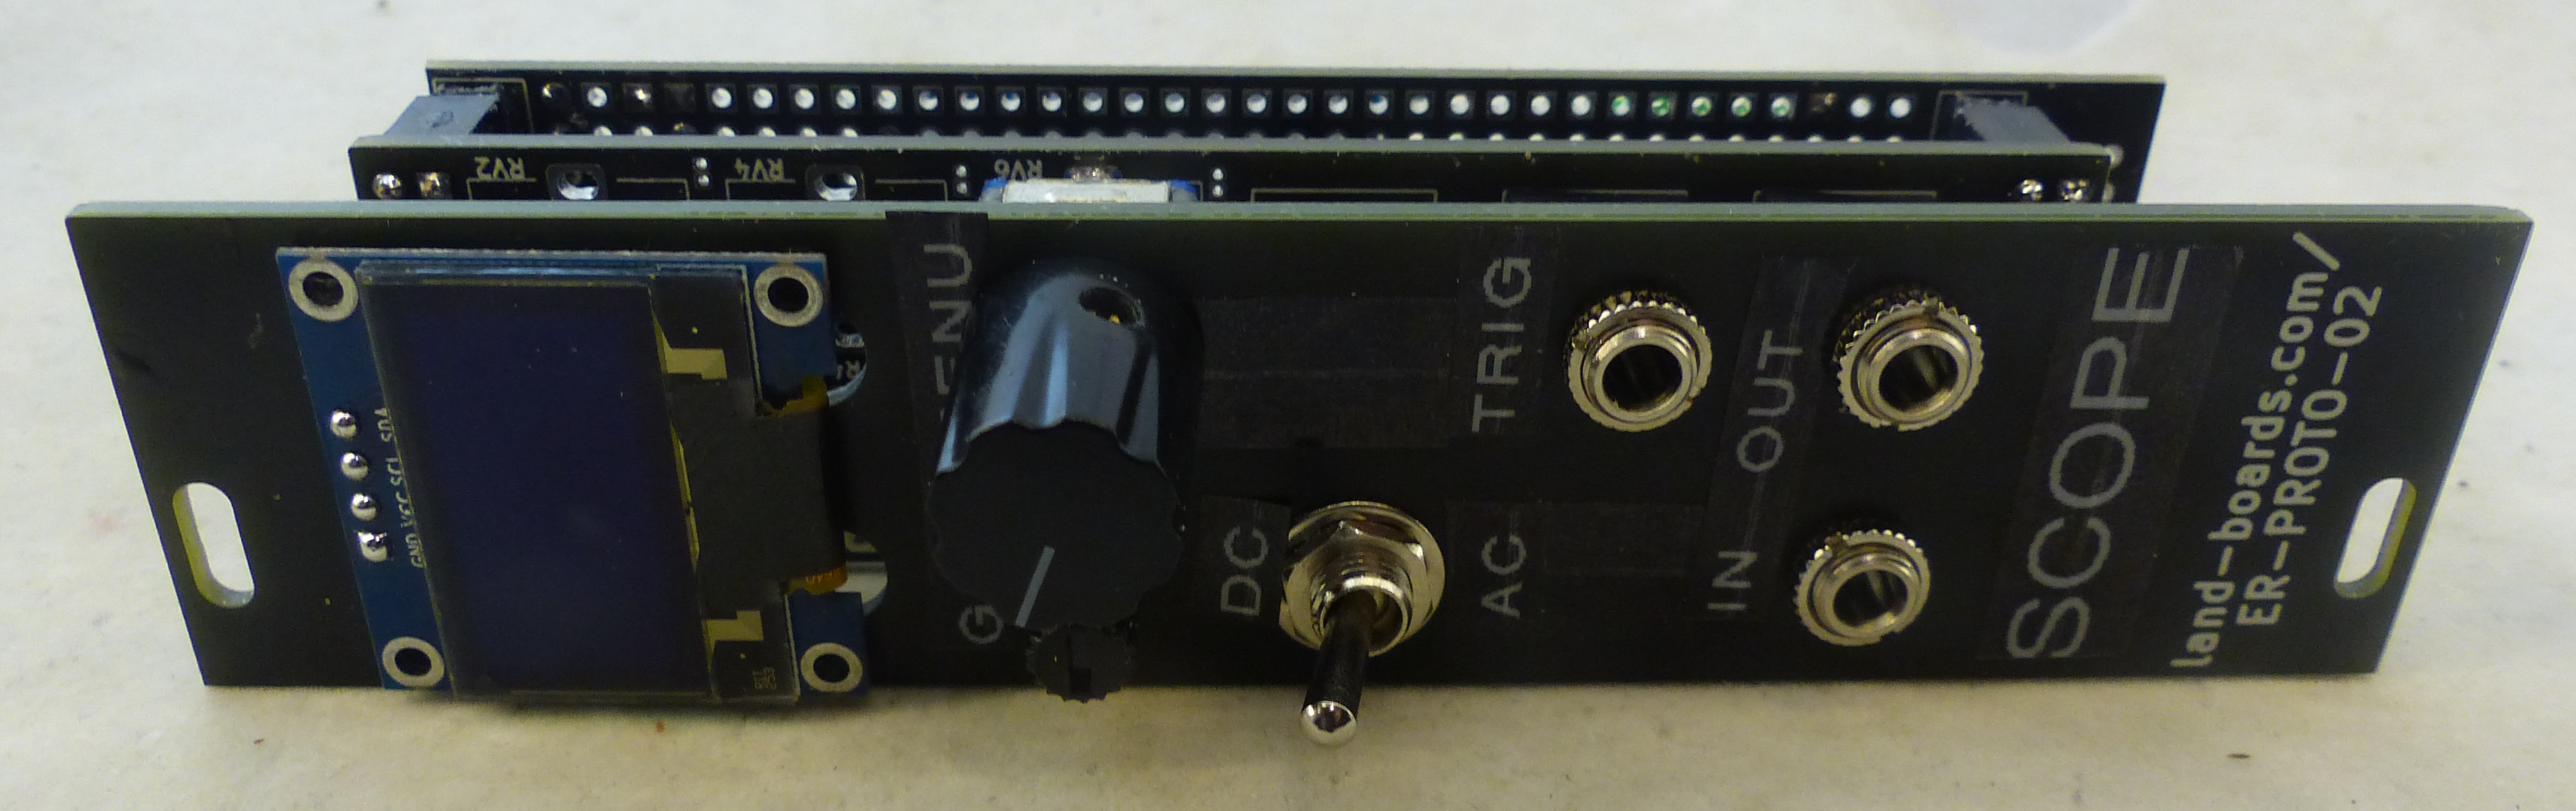 RV2
RV4
RV6
GND VCC SCL SDA
ENU
G
DC
AC
TRIG
IN
OUT
SCOPE
land-boards.com/
ER-PROTO-02